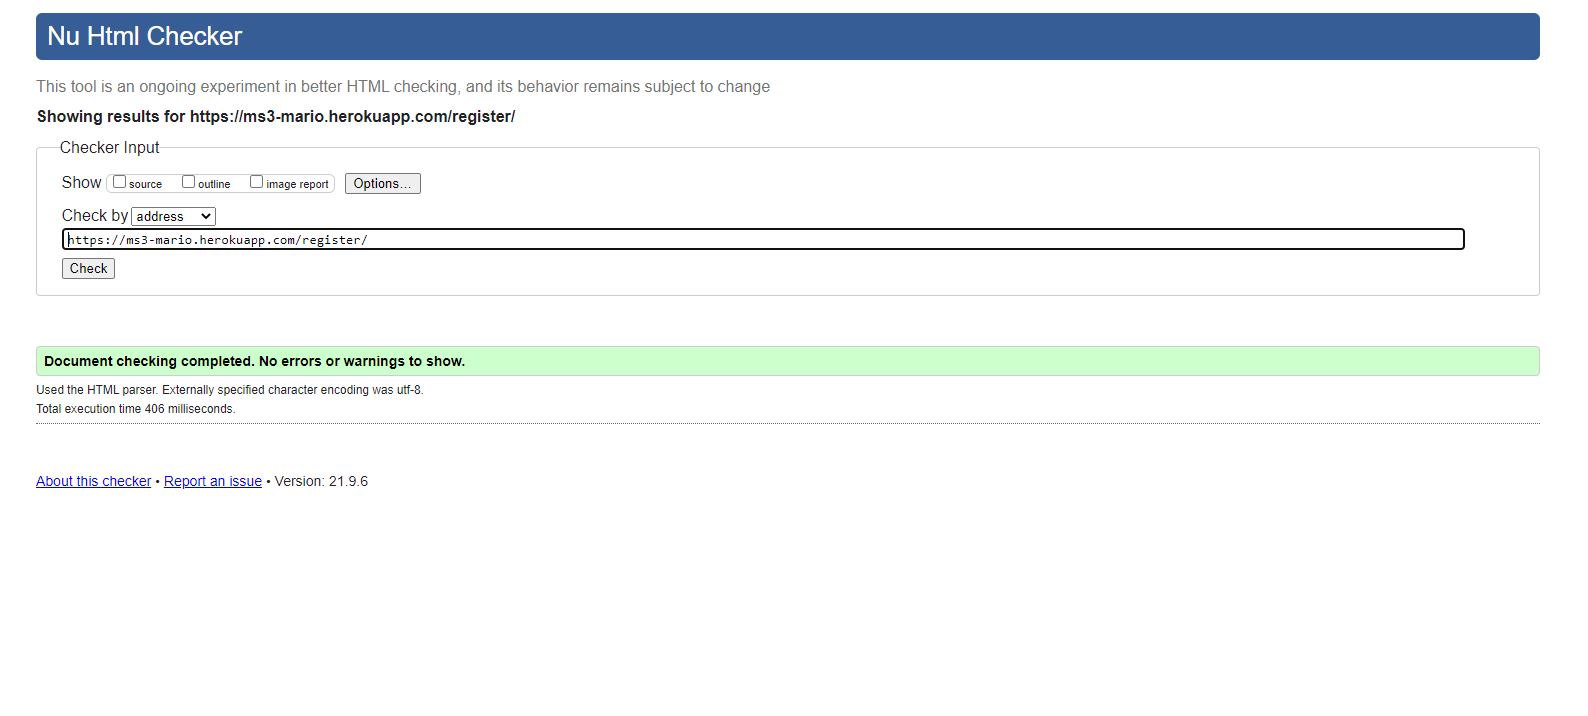 Nu Html Checker
This tool is an ongoing experiment in better HTML checking, and its behavior remains subject to change
Showing results for https://ms3-mario.herokuapp.com/register/
Checker Input
Show source outline image report Options...
Check by address
https://ms3-mario.herokuapp.com/register/
Check
Document checking completed. No errors or warnings to show.
Used the HTML parser. Externally specified character encoding was utf-8.
Total execution time 406 milliseconds.
About this checker • Report an issue • Version: 21.9.6